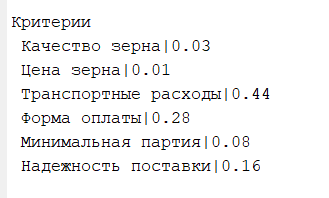 Критерии
Качество зерна|0.03
Цена зерна|0.01
Транспортные расходы|0.44
Форма оплаты|0.28
Минимальная партия|0.08
Надежность поставки|0.16